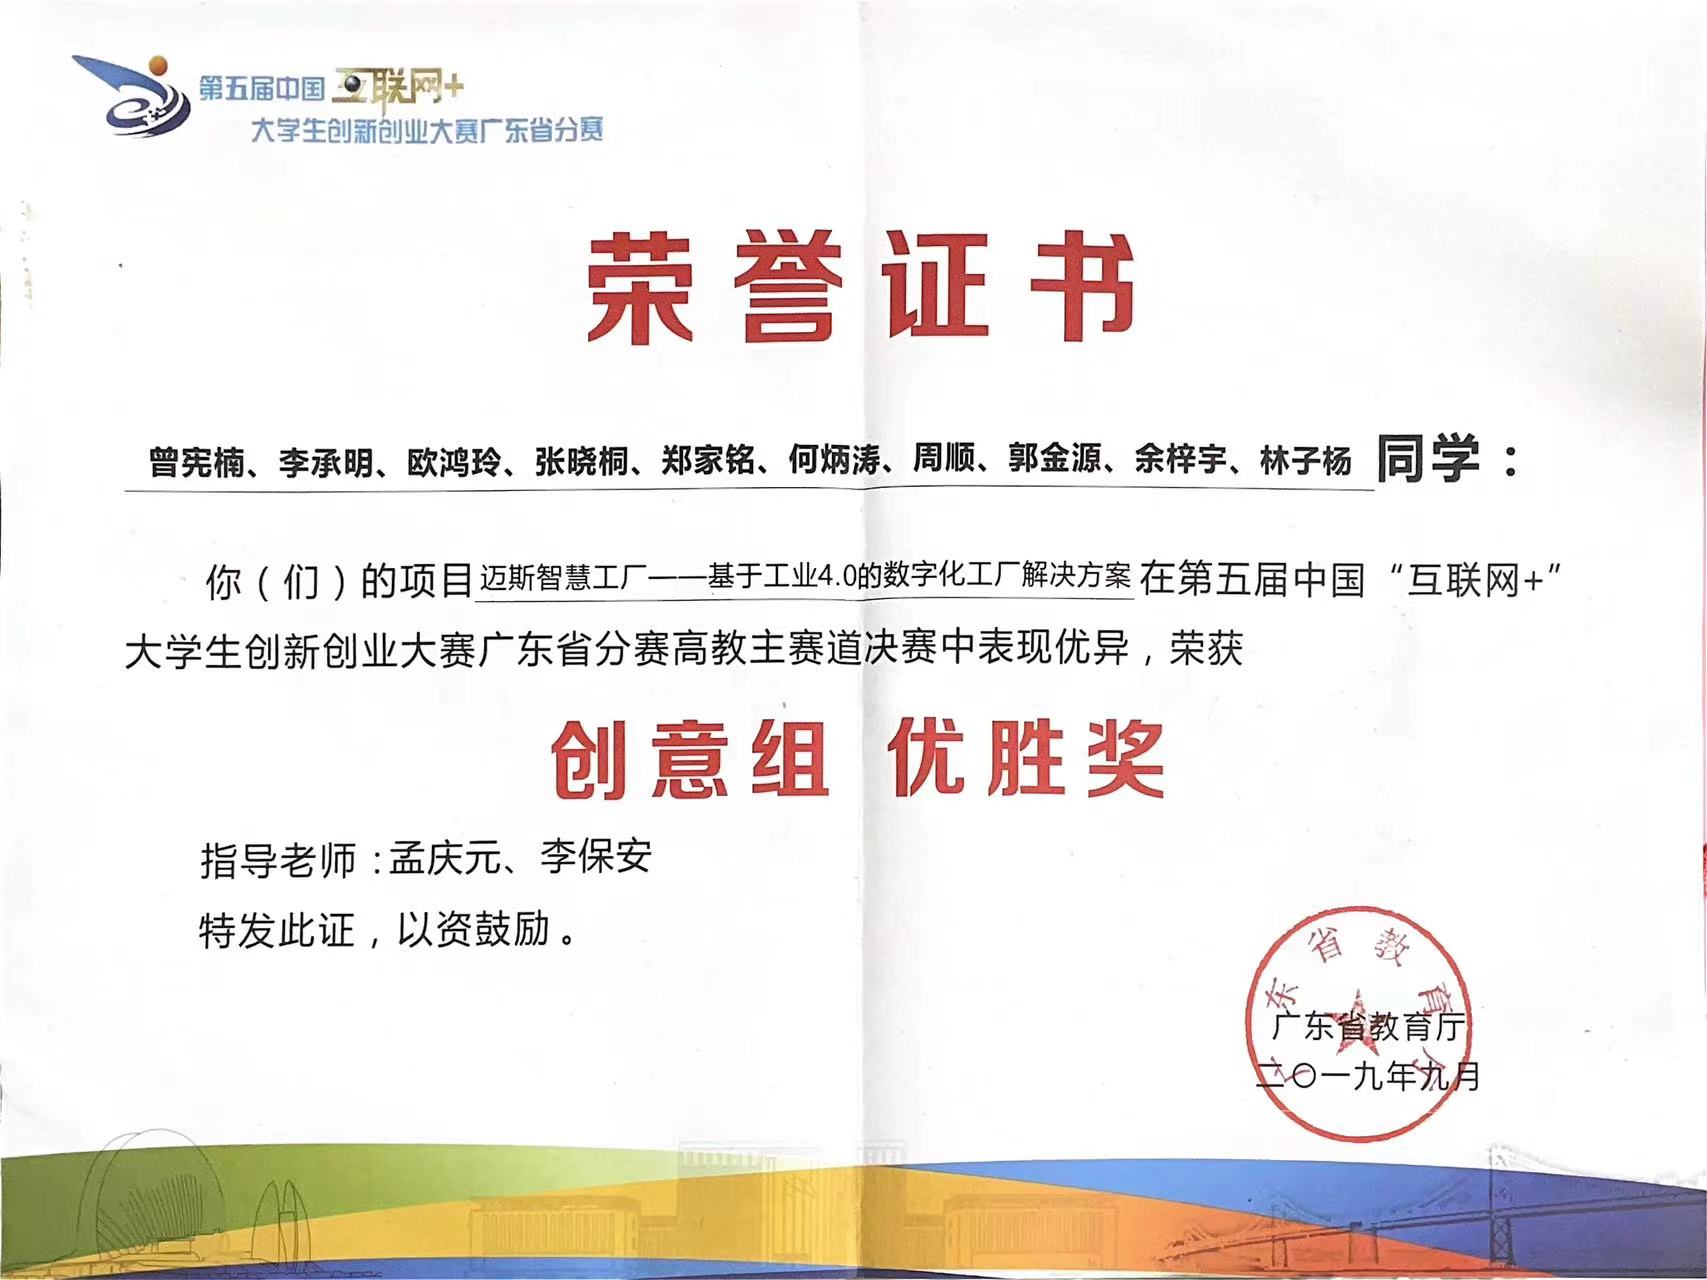 第五届中国互联网+
大学生创新创业大赛广东省分赛
荣誉证书
曾宪楠、李承明、欧鸿玲、张晓桐、郑家铭、何炳涛、周顺、郭金源、余梓宇、林子杨 同学：
你（们）的项目迈斯智慧工厂——基于工业4.0的数字化工厂解决方案在第五届中国“互联网+”
大学生创新创业大赛广东省分赛高教主赛道决赛中表现优异，荣获
创意组 优胜奖
指导老师：孟庆元、李保安
特发此证，以资鼓励。
广东省教育厅
广东省教育厅
二〇一九年九月